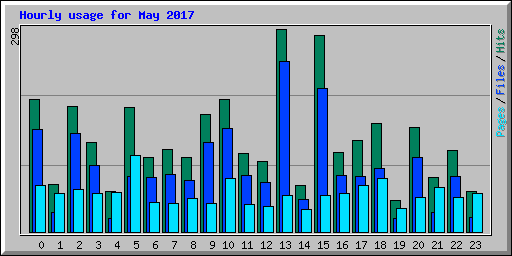 Hourly usage for May 2017
298
Pages/Files/Hits
0 1 2 3 4 5 6 7 8 9 10 11 12 13 14 15 16 17 18 19 20 21 22 23